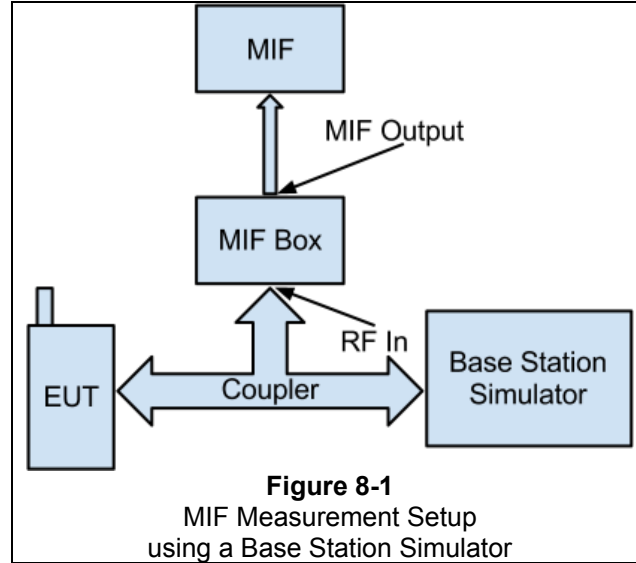 MIF
MIF Output
MIF Box
RF In
EUT
Coupler
Base Station
Simulator
Figure 8-1
MIF Measurement Setup
using a Base Station Simulator